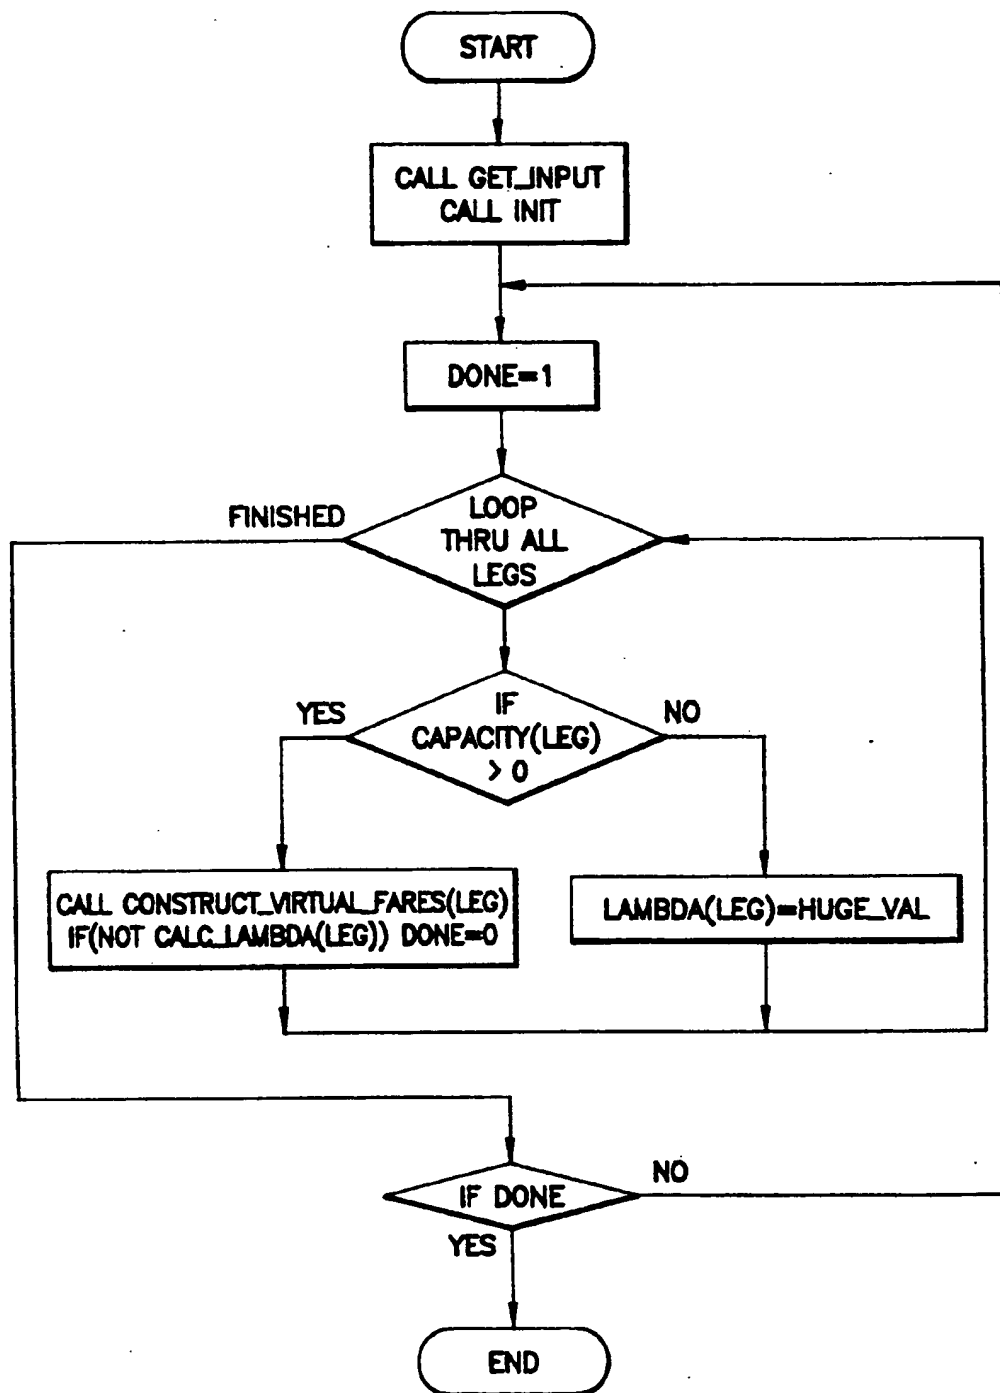 START
CALL GET_INPUT
CALL INIT
DONE=1
FINISHED
LOOP
THRU ALL
LEGS
YES
IF
CAPACITY(LEG)
> 0
NO
CALL CONSTRUCT_VIRTUAL_FARES(LEG)
IF(NOT CALC_LAMBDA(LEG)) DONE=0
LAMBDA(LEG)=HUGE_VAL
IF DONE
NO
YES
END